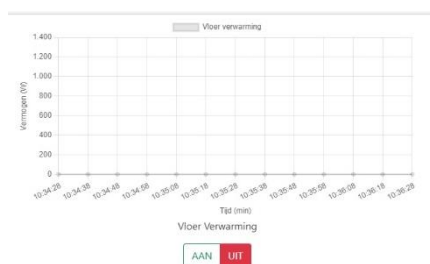 Vloer verwarming
1.400
1.200
1.000
800
600
400
200
0
Vermogen (W)
10:34:28 10:34:38 10:34:48 10:34:58 10:35:08 10:35:18 10:35:28 10:35:38 10:35:48 10:35:58 10:36:08 10:36:18 10:36:28
Tijd (min)
Vloer Verwarming
AAN UIT